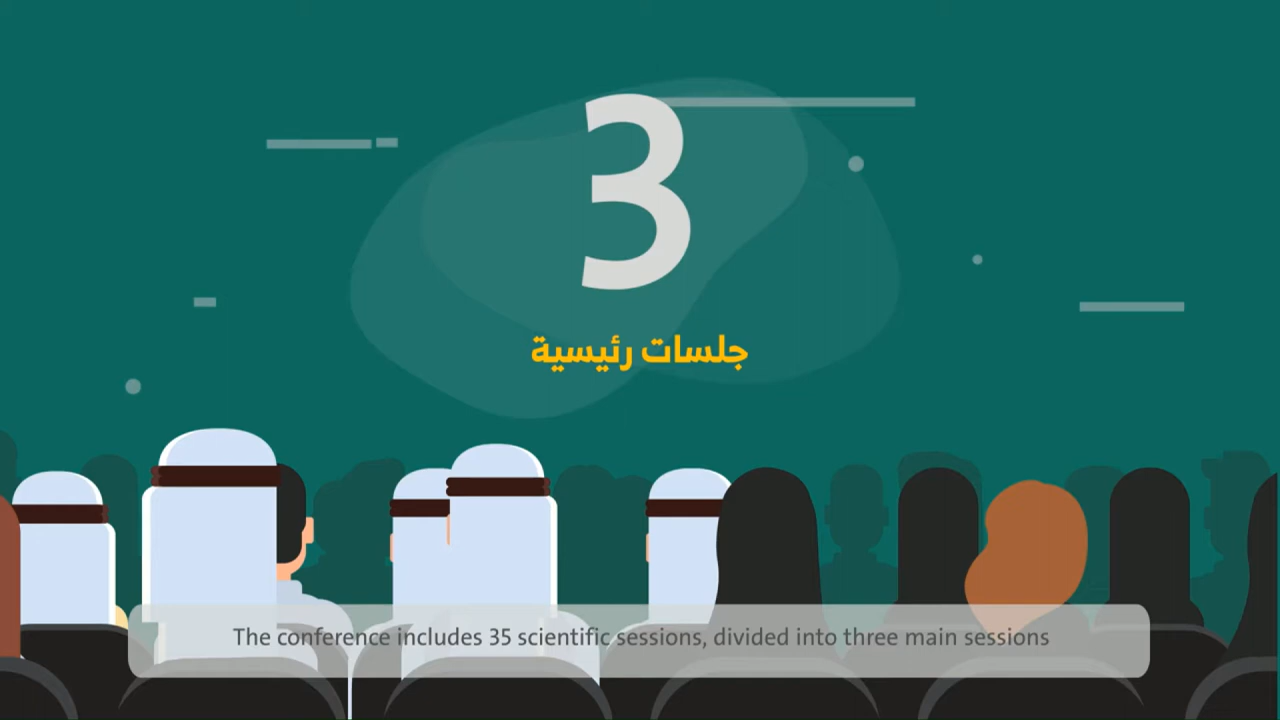 3
جلسات رئيسية
The conference includes 35 scientific sessions, divided into three main sessions